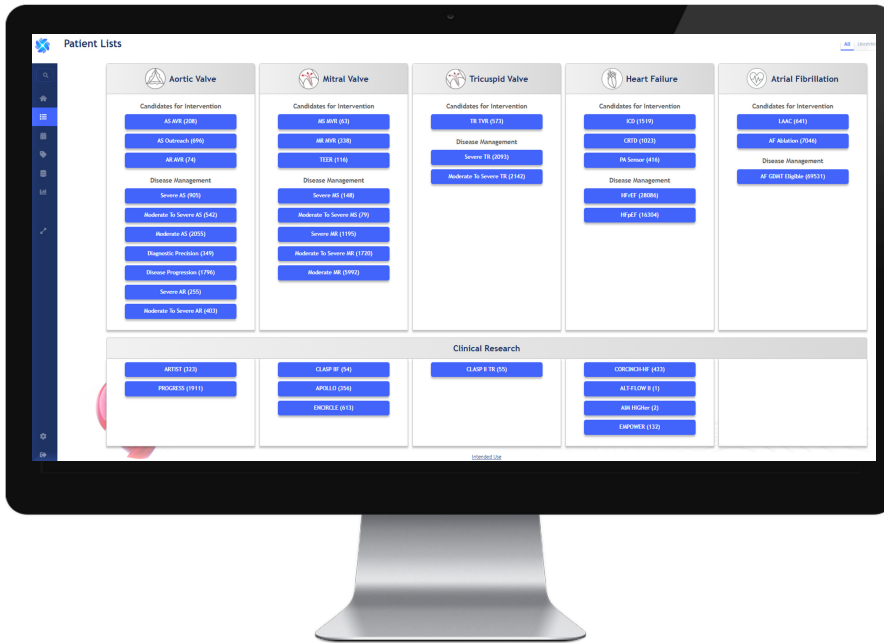 Patient Lists
All
Aortic Valve
Candidates for Intervention
AS AVR (208)
AS Outreach (696)
AR AVR (74)
Disease Management
Severe AS (905)
Moderate To Severe AS (542)
Moderate AS (2055)
Diagnostic Precision (349)
Disease Progression (1796)
Severe AR (255)
Moderate To Severe AR (403)
Mitral Valve
Candidates for Intervention
MS MVR (63)
MR MVR (338)
TEER (116)
Disease Management
Severe MS (148)
Moderate To Severe MS (79)
Severe MR (1195)
Moderate To Severe MR (1720)
Moderate MR (5992)
Tricuspid Valve
Candidates for Intervention
TR TVR (573)
Disease Management
Severe TR (2093)
Moderate To Severe TR (2142)
Heart Failure
Candidates for Intervention
ICD (1519)
CRTD (1023)
PA Sensor (416)
Disease Management
HFrEF (28086)
HFpEF (16304)
Atrial Fibrillation
Candidates for Intervention
LAAC (641)
AF Ablation (7046)
Disease Management
AF GDMT Eligible (69531)
Clinical Research
ARTIST (323)
PROGRESS (1911)
CLASP IIF (54)
APOLLO (356)
ENCIRCLE (613)
CLASP II TR (55)
CORCINCH-HF (433)
ALT-FLOW II (1)
AIM HIGHer (2)
EMPOWER (132)
Intended Use